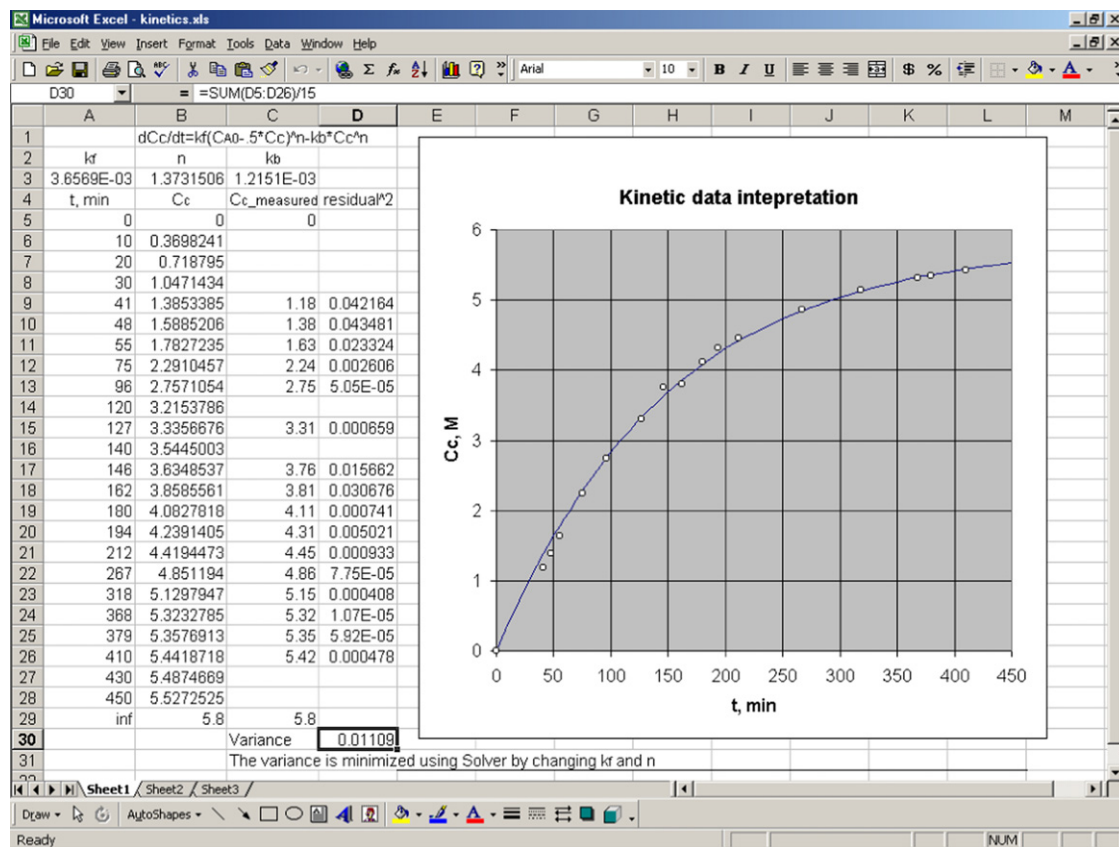 Microsoft Excel - kinetics.xls
File Edit View Insert Format Tools Data Window Help
Arial 10 B I U $ %
D30 = =SUM(D5:D26)/15
A B C D E F G H I J K L M
1 dCc/dt=kf(CA0-.5*Cc)^n-kb*Cc^n
2 kf n kb
3 3.6569E-03 1.3731506 1.2151E-03
4 t, min Cc Cc_measured residual^2
5 0 0 0
6 10 0.3698241
7 20 0.718795
8 30 1.0471434
9 41 1.3853385 1.18 0.042164
10 48 1.5885206 1.38 0.043481
11 55 1.7827235 1.63 0.023324
12 75 2.2910457 2.24 0.002606
13 96 2.7571054 2.75 5.05E-05
14 120 3.2153786
15 127 3.3356676 3.31 0.000659
16 140 3.5445003
17 146 3.6348537 3.76 0.015662
18 162 3.8585561 3.81 0.030676
19 180 4.0827818 4.11 0.000741
20 194 4.2391405 4.31 0.005021
21 212 4.4194473 4.45 0.000933
22 267 4.851194 4.86 7.75E-05
23 318 5.1297947 5.15 0.000408
24 368 5.3232785 5.32 1.07E-05
25 379 5.3576913 5.35 5.92E-05
26 410 5.4418718 5.42 0.000478
27 430 5.4874669
28 450 5.5272525
29 inf 5.8 5.8
30 Variance 0.01109
31 The variance is minimized using Solver by changing kf and n
Kinetic data intepretation
6
5
4
3
2
1
0
Cc, M
0 50 100 150 200 250 300 350 400 450
t, min
Sheet1 Sheet2 Sheet3
Draw AutoShapes
Ready NUM